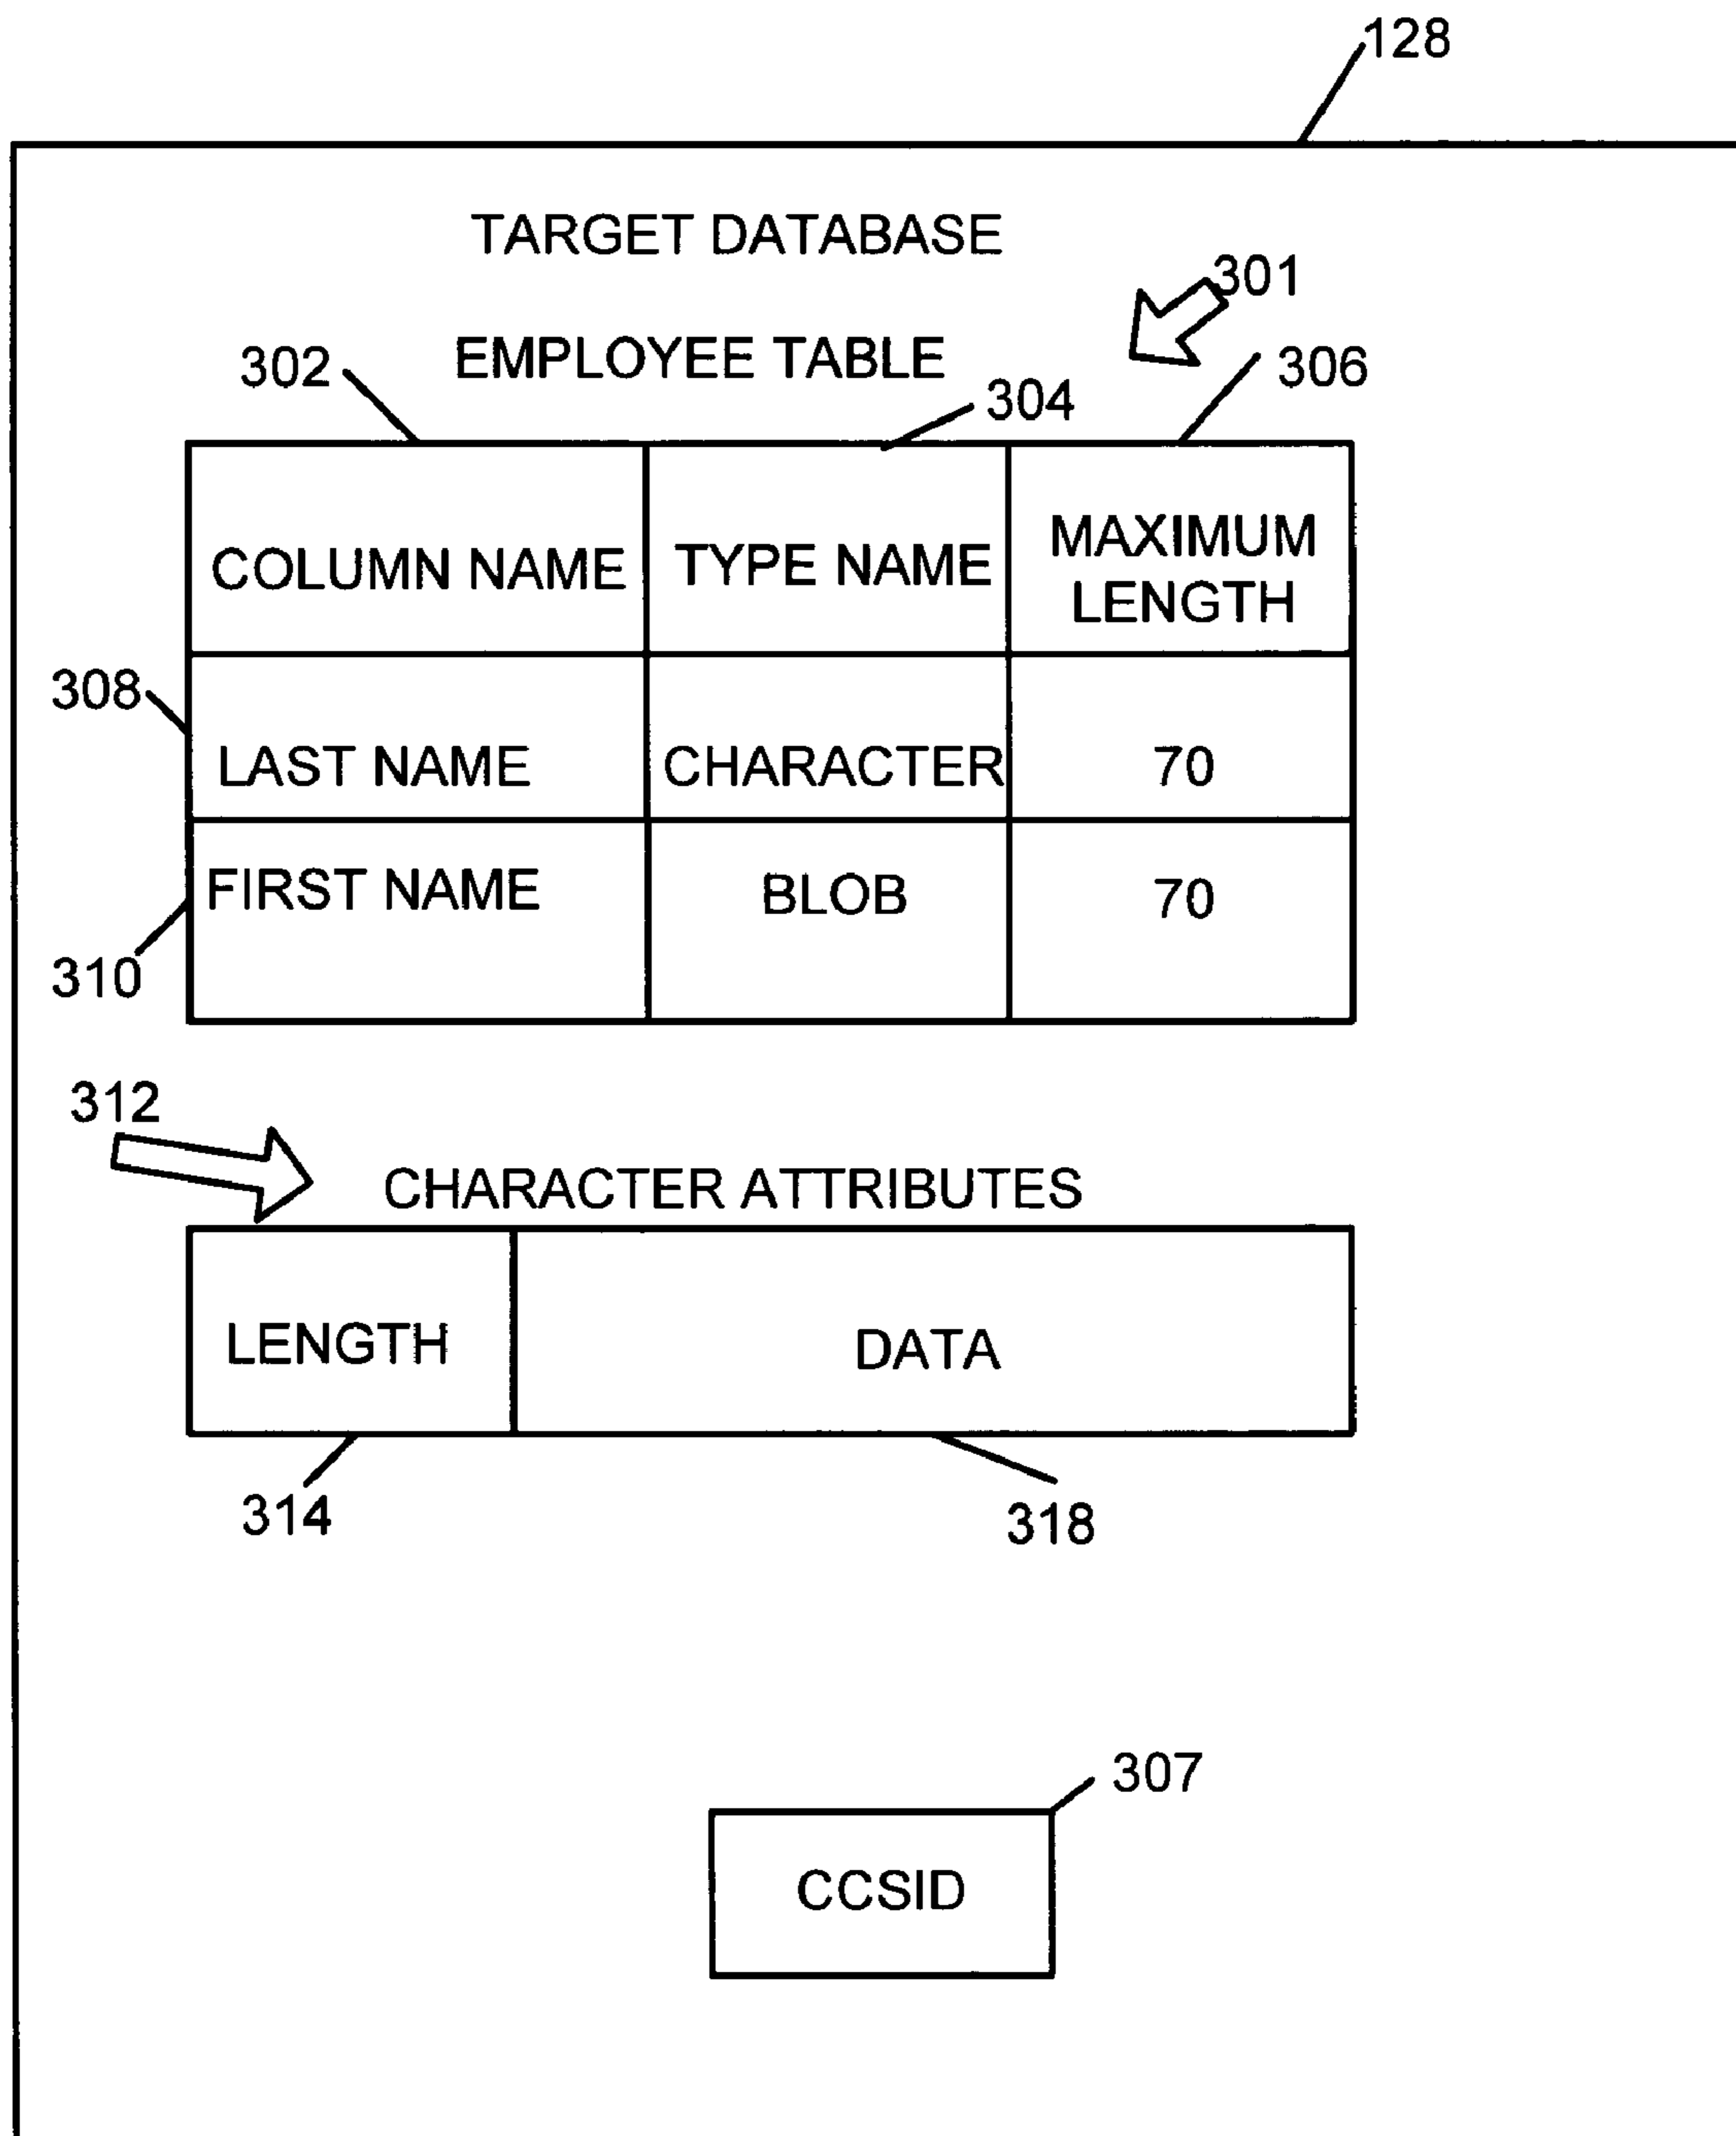 128
TARGET DATABASE
301
EMPLOYEE TABLE
302
304
306
COLUMN NAME
TYPE NAME
MAXIMUM
LENGTH
308
LAST NAME
CHARACTER
70
FIRST NAME
BLOB
70
310
312
CHARACTER ATTRIBUTES
LENGTH
DATA
314
318
307
CCSID